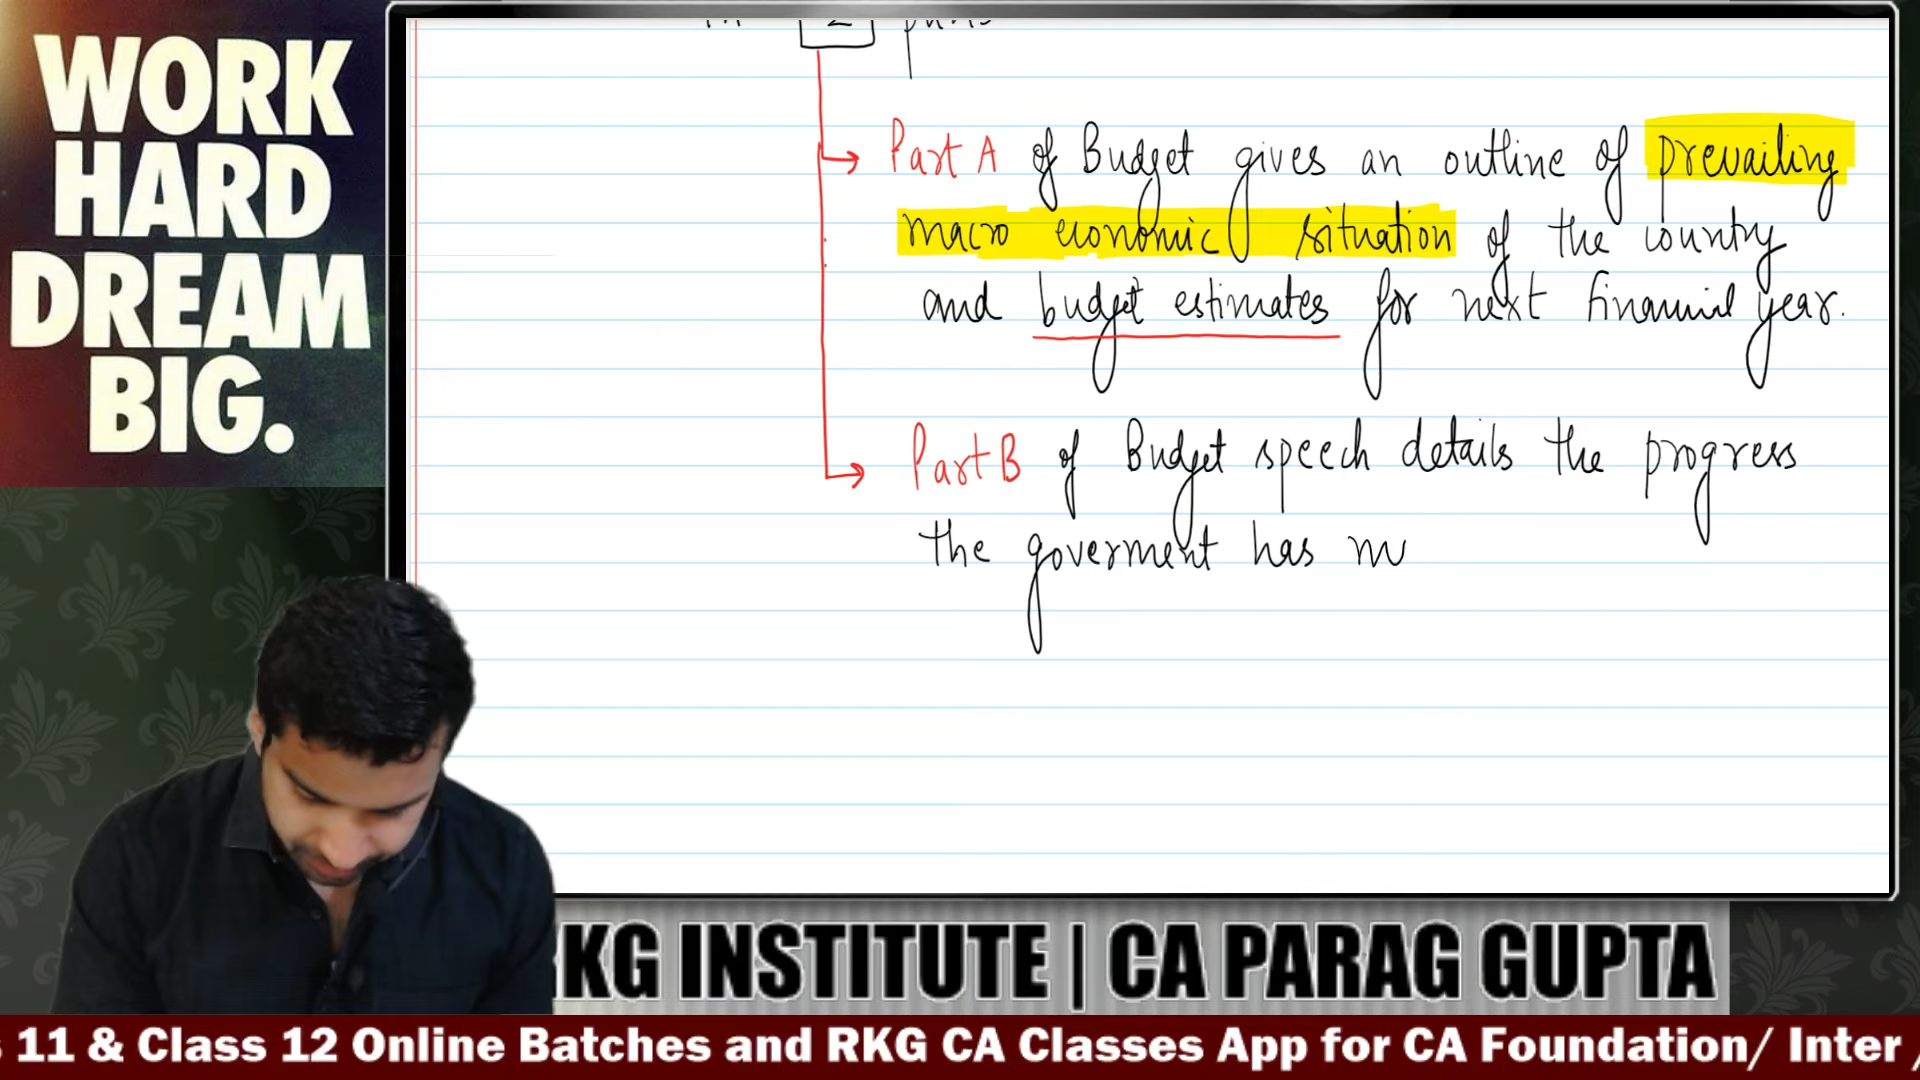 WORK
HARD
DREAM
BIG.
2
Part A of Budget gives an outline of prevailing
macro economic situation of the country
and budget estimates for next financial year.
Part B of Budget speech details the progress
the goverment has m
KG INSTITUTE | CA PARAG GUPTA
11 & Class 12 Online Batches and RKG CA Classes App for CA Foundation/ Inter /